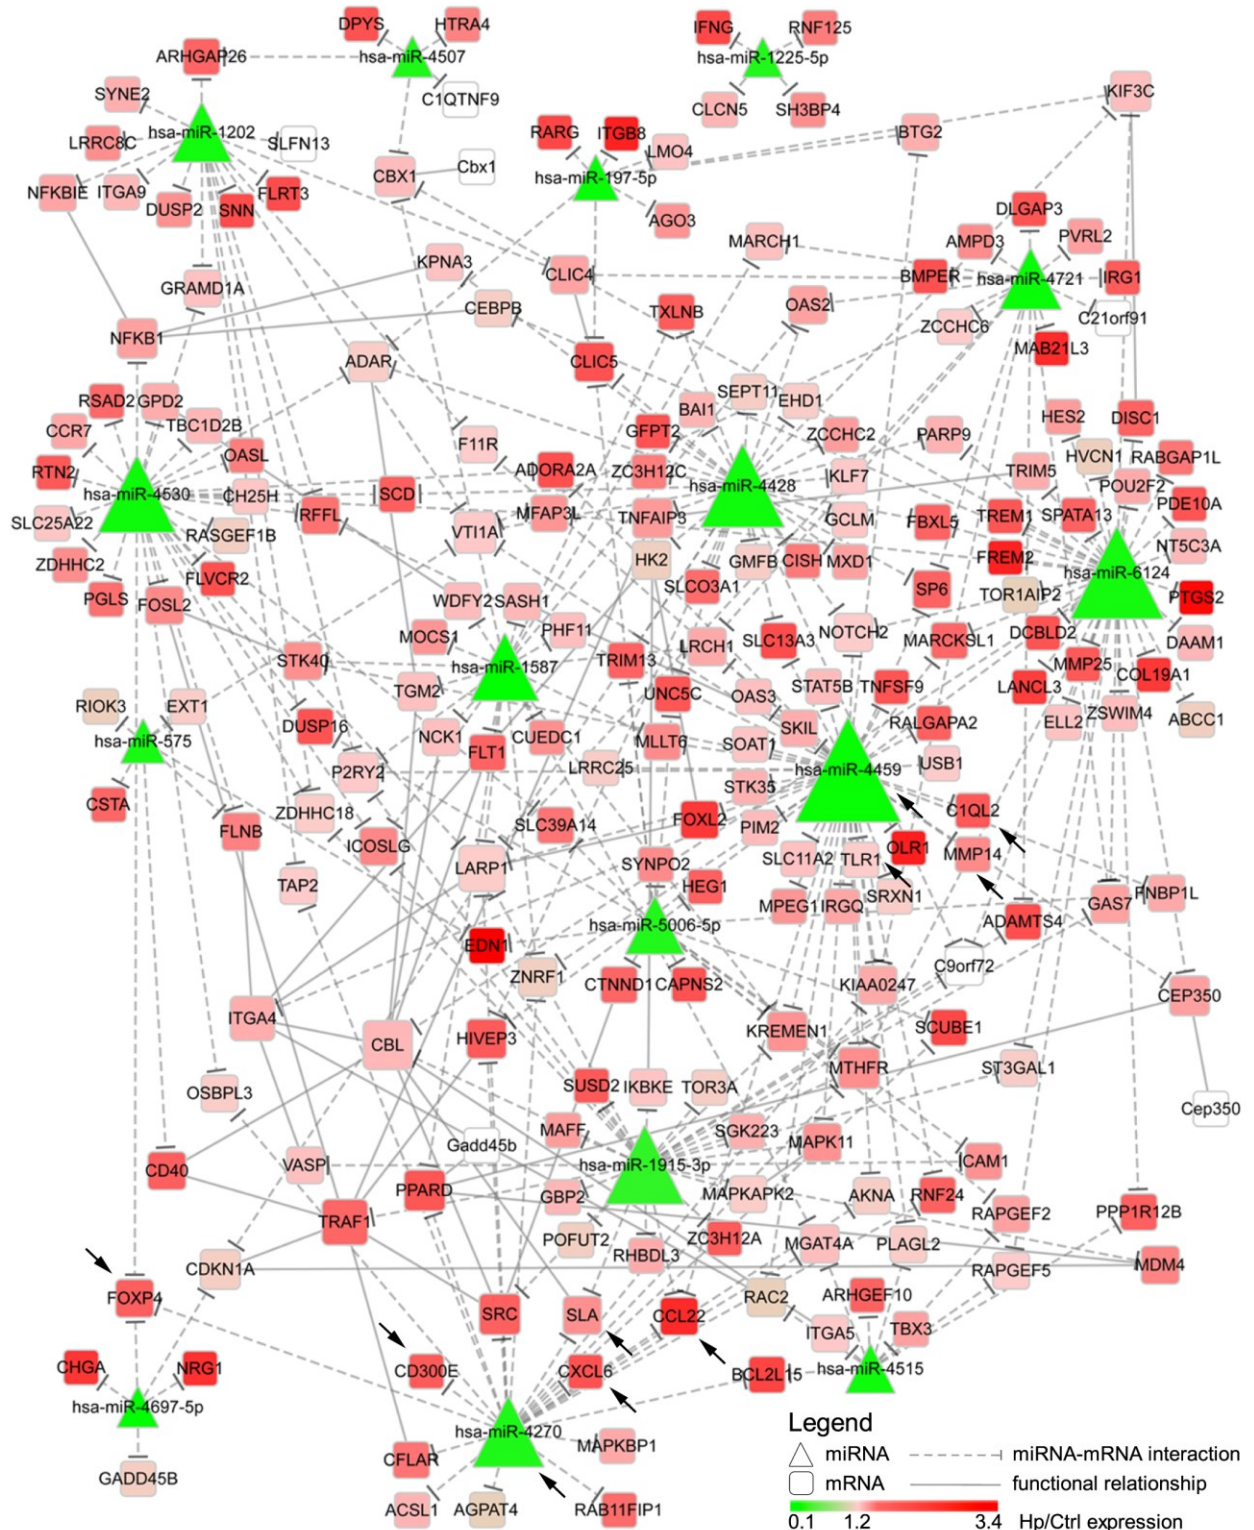 DPYS
HTRA4
IFNG
RNF125
ARHGAP26
hsa-miR-4507
hsa-miR-1225-5p
SYNE2
C1QTNF9
CLCN5
SH3BP4
KIF3C
hsa-miR-1202
LRRC8C
SLFN13
RARG
ITGB8
LMO4
BTG2
NFKBIE
ITGA9
DUSP2
SNN
FLRT3
CBX1
Cbx1
hsa-miR-197-5p
AGO3
DLGAP3
KPNA3
MARCH1
AMPD3
PVRL2
GRAMD1A
CLIC4
BMPER
hsa-miR-4721
IRG1
CEBPB
TXLNB
OAS2
ZCCHC6
C21orf91
NFKB1
ADAR
CLIC5
MAB21L3
RSAD2
GPD2
TBC1D2B
BAI1
SEPT11
EHD1
HES2
DISC1
CCR7
OASL
F11R
GFPT2
ZCCHC2
PARP9
HVCN1
RABGAP1L
RTN2
hsa-miR-4530
CH25H
SCD
ADORA2A
ZC3H12C
hsa-miR-4428
KLF7
TRIM5
POU2F2
PDE10A
SLC25A22
RASGEF1B
RFFL
MFAP3L
VTI1A
TNFAIP3
GCLM
FBXL5
TREM1
SPATA13
NT5C3A
ZDHHC2
FLVCR2
HK2
GMFB
CISH
MXD1
FREM2
hsa-miR-6124
PGLS
FOSL2
WDFY2
SASH1
SLCO3A1
SP6
TOR1AIP2
PTGS2
MOCS1
PHF11
LRCH1
SLC13A3
NOTCH2
MARCKSL1
DCBLD2
DAAM1
STK40
hsa-miR-1587
TRIM13
MMP25
COL19A1
RIOK3
EXT1
TGM2
UNC5C
OAS3
STAT5B
TNFSF9
LANCL3
ELL2
ZSWIM4
ABCC1
hsa-miR-575
DUSP16
NCK1
FLT1
CUEDC1
MLLT6
SOAT1
SKIL
RALGAPA2
P2RY2
LRRC25
hsa-miR-4459
USB1
CSTA
ZDHHC18
STK35
FLNB
ICOSLG
SLC39A14
FOXL2
PIM2
C1QL2
TAP2
LARP1
SYNPO2
HEG1
SLC11A2
TLR1
OLR1
MMP14
SRXN1
MPEG1
IRGQ
ADAMTS4
GAS7
FNBP1L
hsa-miR-5006-5p
EDN1
ZNRF1
CTNND1
CAPNS2
KIAA0247
C9orf72
CEP350
ITGA4
CBL
HIVEP3
KREMEN1
SCUBE1
OSBPL3
SUSD2
IKBKE
TOR3A
MTHFR
ST3GAL1
Cep350
Gadd45b
MAFF
SGK223
MAPK11
CD40
VASP
hsa-miR-1915-3p
ICAM1
PPARD
GBP2
MAPKAPK2
AKNA
RNF24
TRAF1
POFUT2
RHBDL3
ZC3H12A
MGAT4A
PLAGL2
RAPGEF2
PPP1R12B
CDKN1A
RAPGEF5
MDM4
FOXP4
SRC
SLA
CCL22
RAC2
ARHGEF10
ITGA5
TBX3
CHGA
NRG1
CD300E
CXCL6
BCL2L15
hsa-miR-4515
hsa-miR-4697-5p
hsa-miR-4270
MAPKBP1
GADD45B
CFLAR
ACSL1
AGPAT4
RAB11FIP1
Legend
miRNA
miRNA-mRNA interaction
mRNA
functional relationship
0.1 1.2 3.4 Hp/Ctrl expression